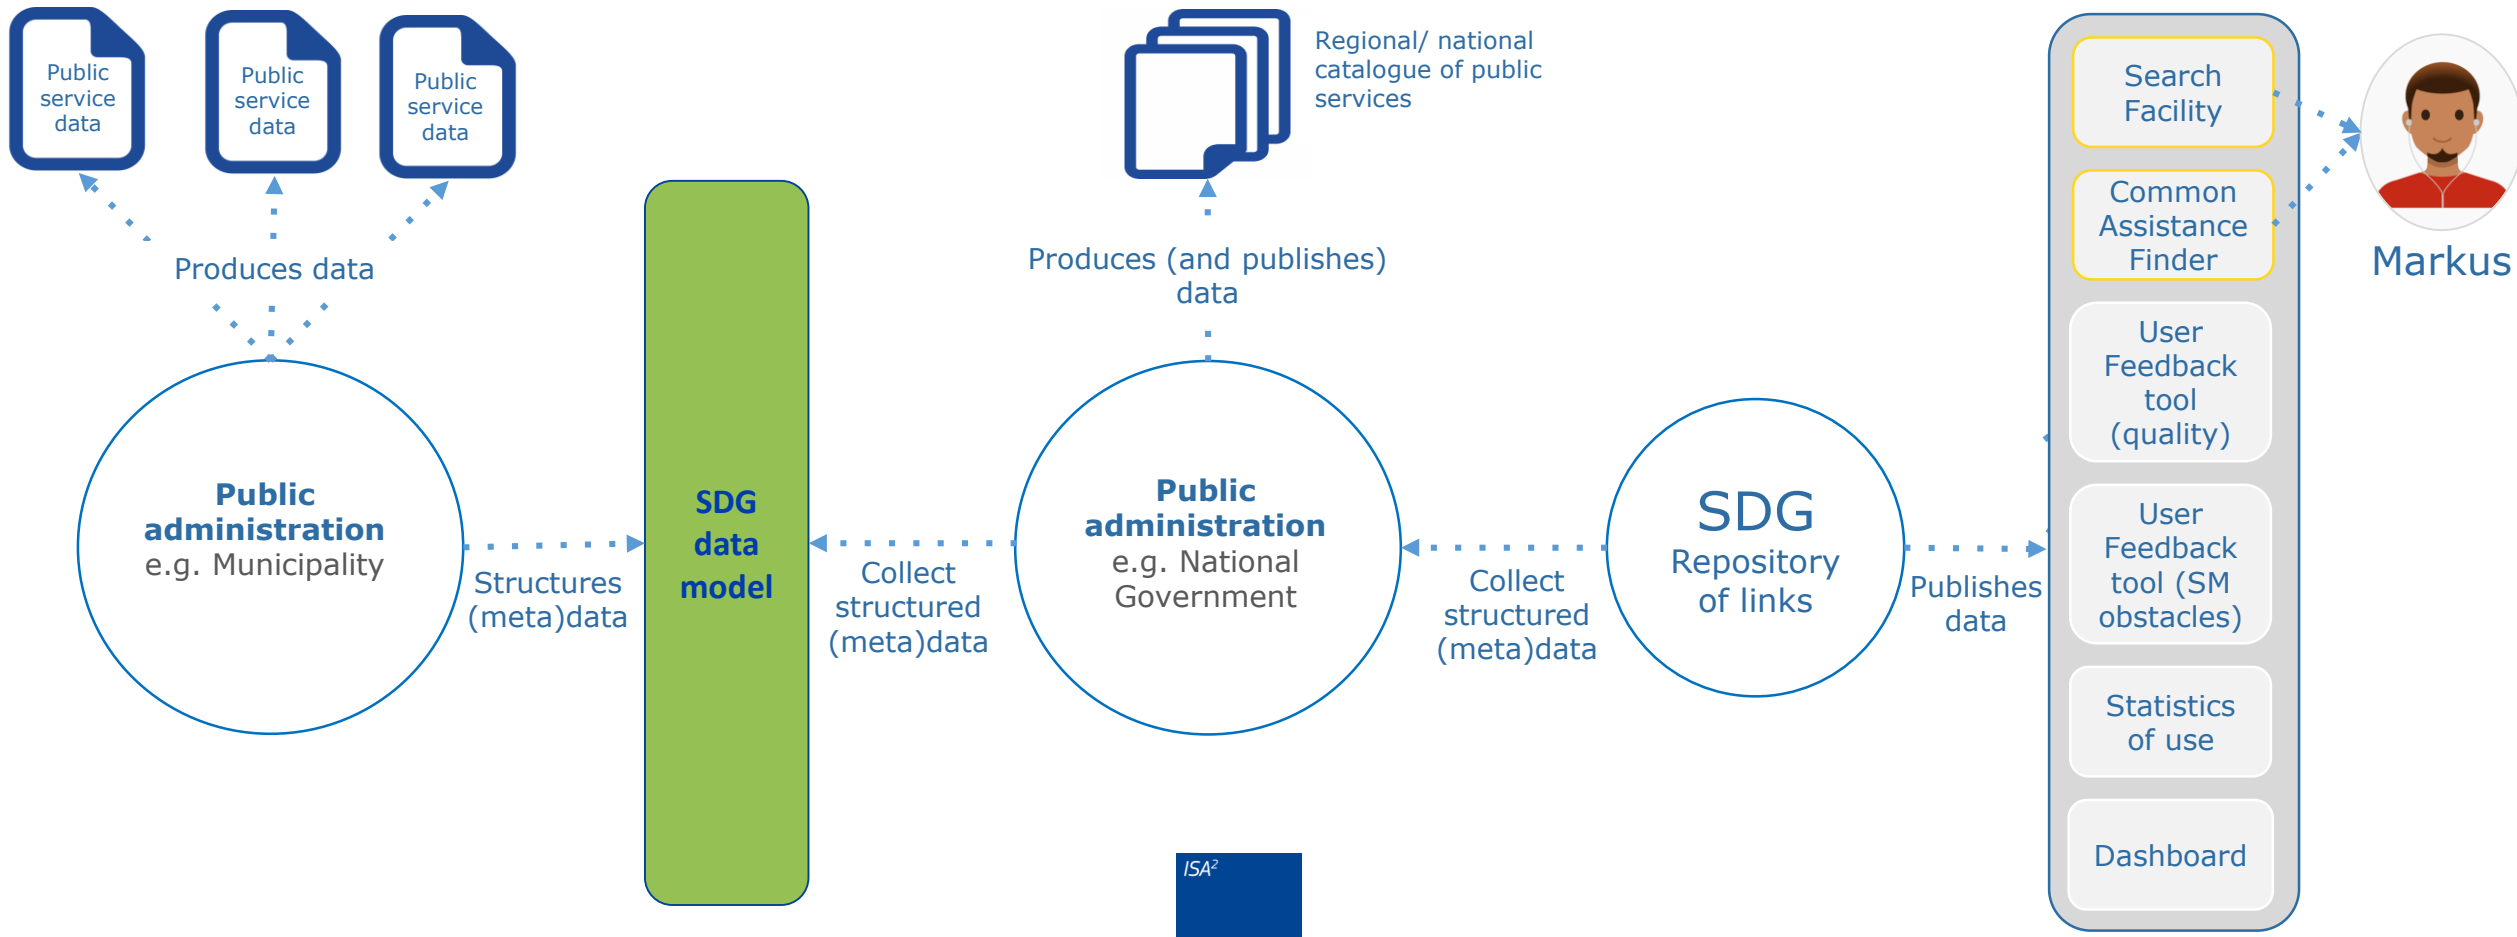 Public
service
data
Public
service
data
Public
service
data
Produces data
Public
administration
e.g. Municipality
Structures
(meta)data
SDG
data
model
Collect
structured
(meta)data
Regional/ national
catalogue of public
services
Produces (and publishes)
data
Public
administration
e.g. National
Government
Collect
structured
(meta)data
SDG
Repository
of links
Publishes
data
Search
Facility
Common
Assistance
Finder
User
Feedback
tool
(quality)
User
Feedback
tool (SM
obstacles)
Statistics
of use
Dashboard
Markus
ISA²